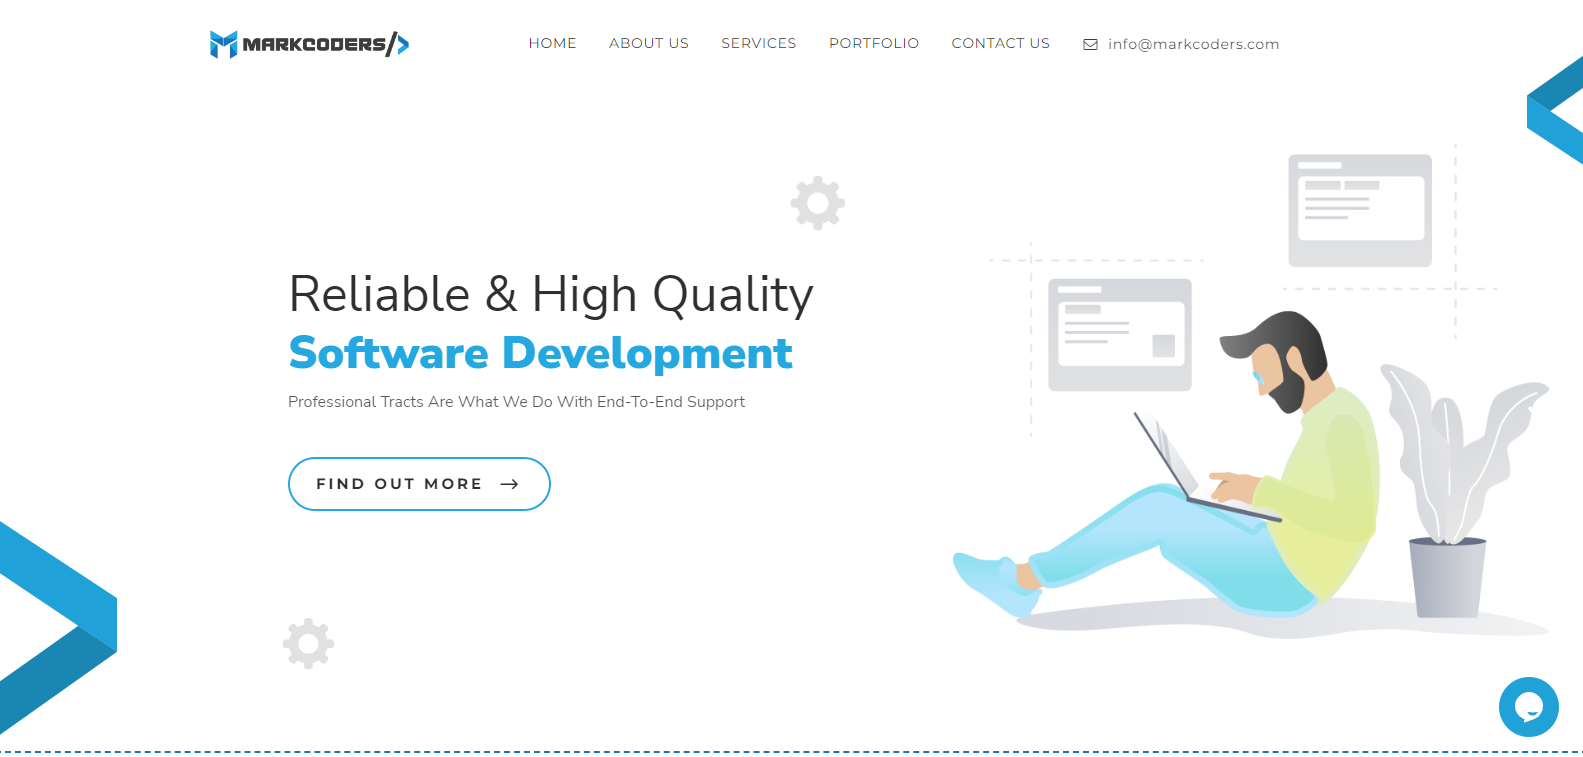 MARKCODERS
HOME ABOUT US SERVICES PORTFOLIO CONTACT US info@markcoders.com
Reliable & High Quality
Software Development
Professional Tracts Are What We Do With End-To-End Support
FIND OUT MORE →